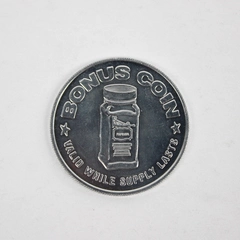 BONUS COIN
★ VALID WHILE SUPPLY LASTS ★